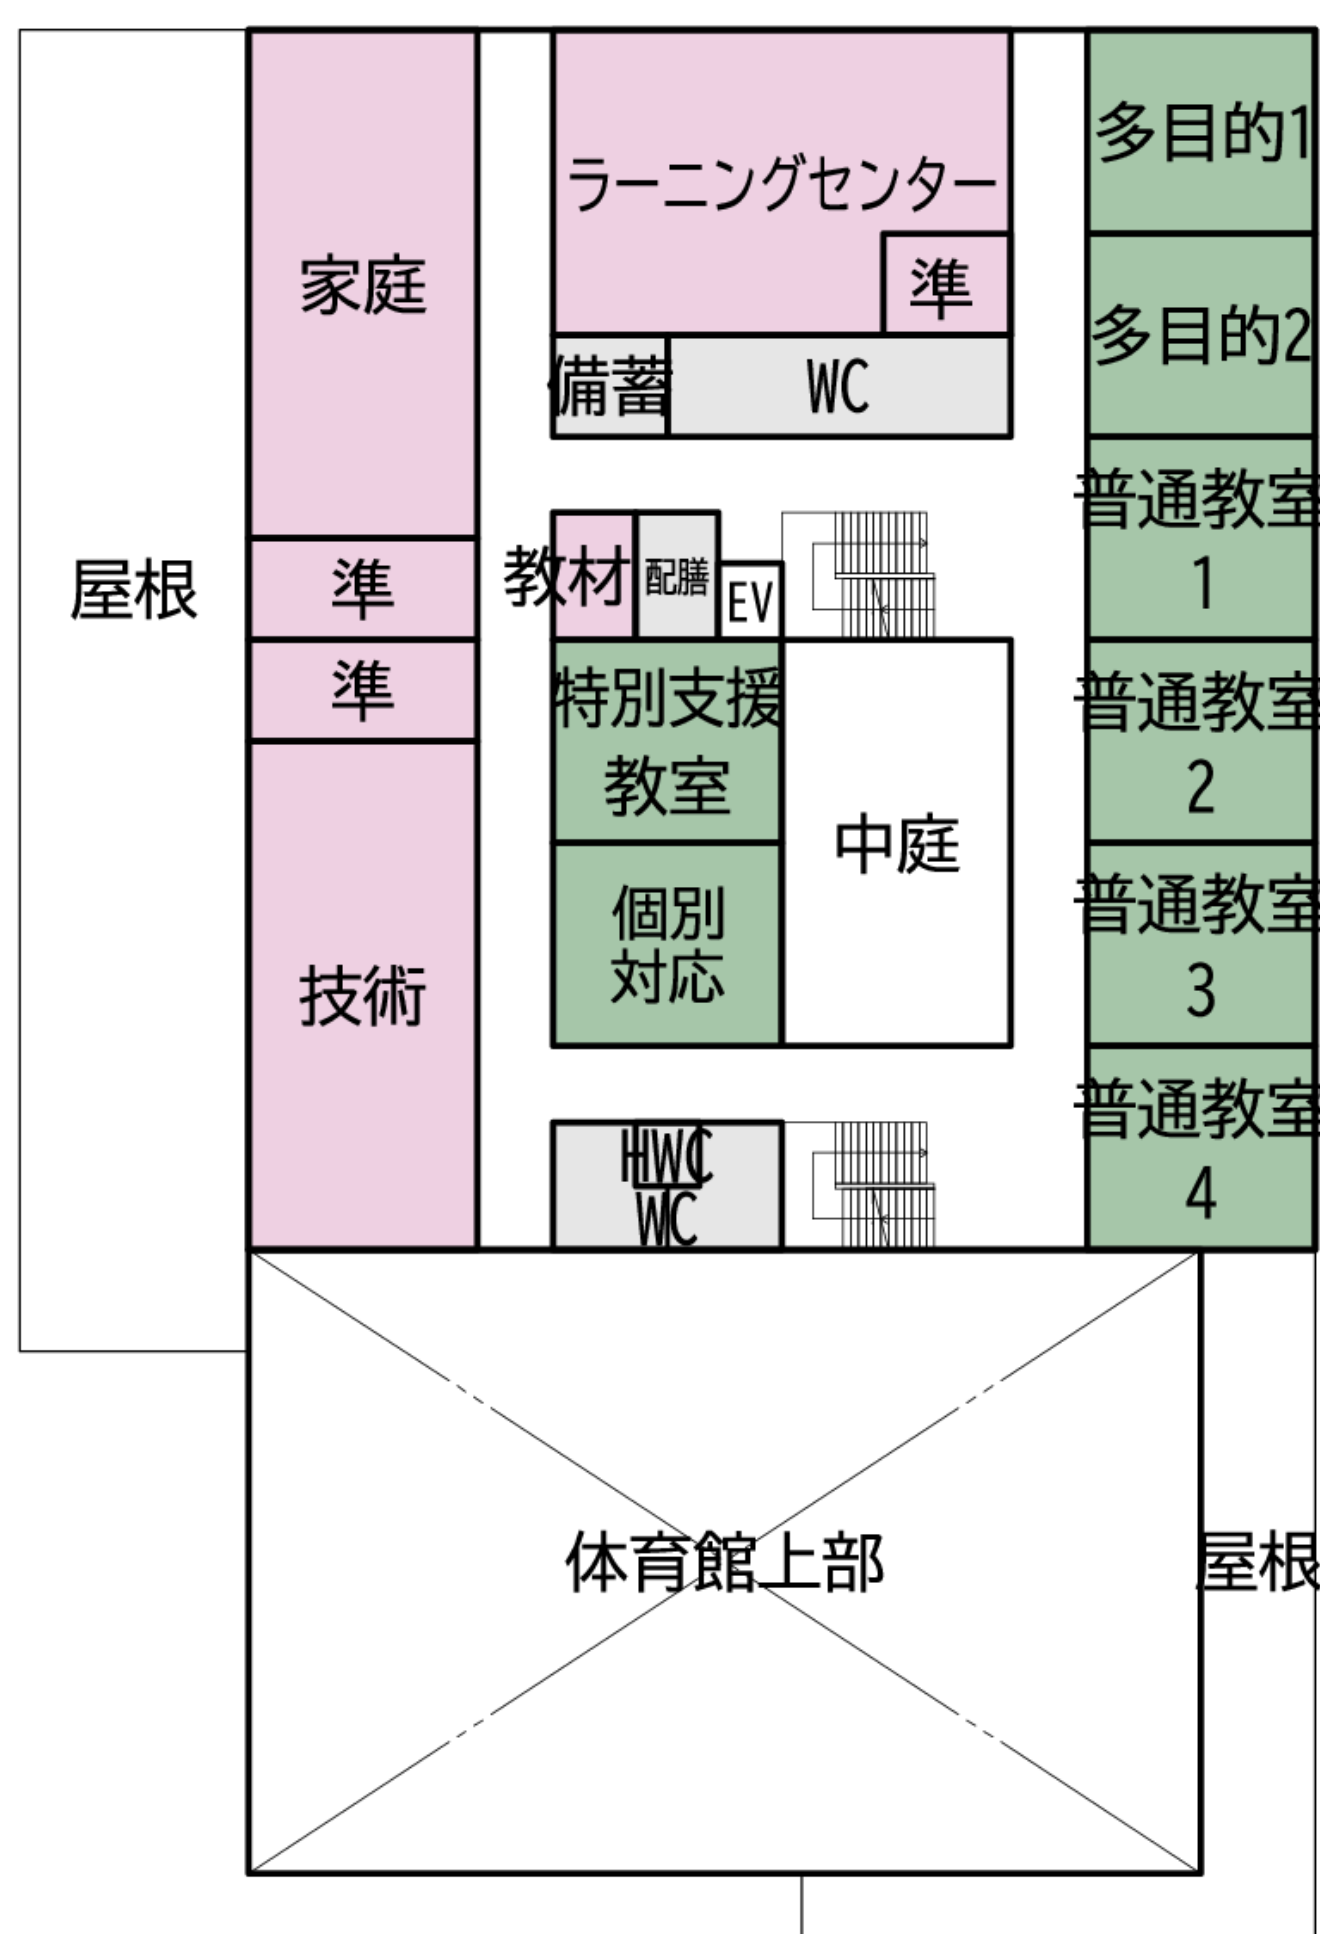 多目的1
ラーニングセンター
家庭
準
多目的2
備蓄
WC
普通教室
1
教材
配膳
EV
屋根
準
準
特別支援
教室
普通教室
2
中庭
個別
対応
普通教室
3
技術
普通教室
4
HWC
WC
体育館上部
屋根